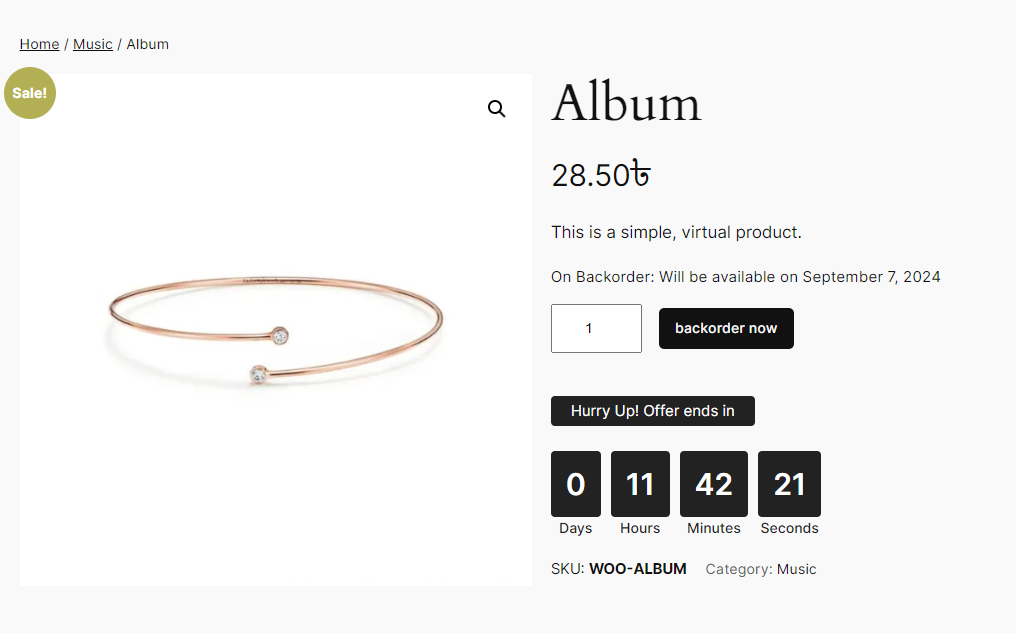 Home / Music / Album
Sale!
Album
28.50৳
This is a simple, virtual product.
On Backorder: Will be available on September 7, 2024
1
backorder now
Hurry Up! Offer ends in
0 11 42 21
Days Hours Minutes Seconds
SKU: WOO-ALBUM Category: Music